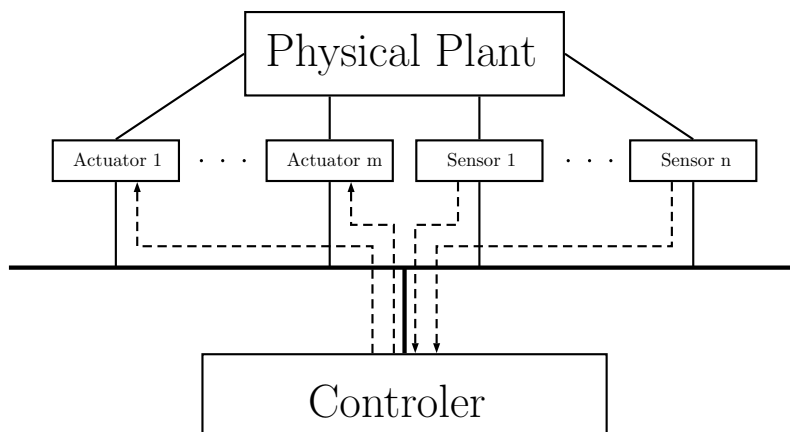 Physical Plant
Actuator 1 . . . Actuator m Sensor 1 . . . Sensor n
Controler